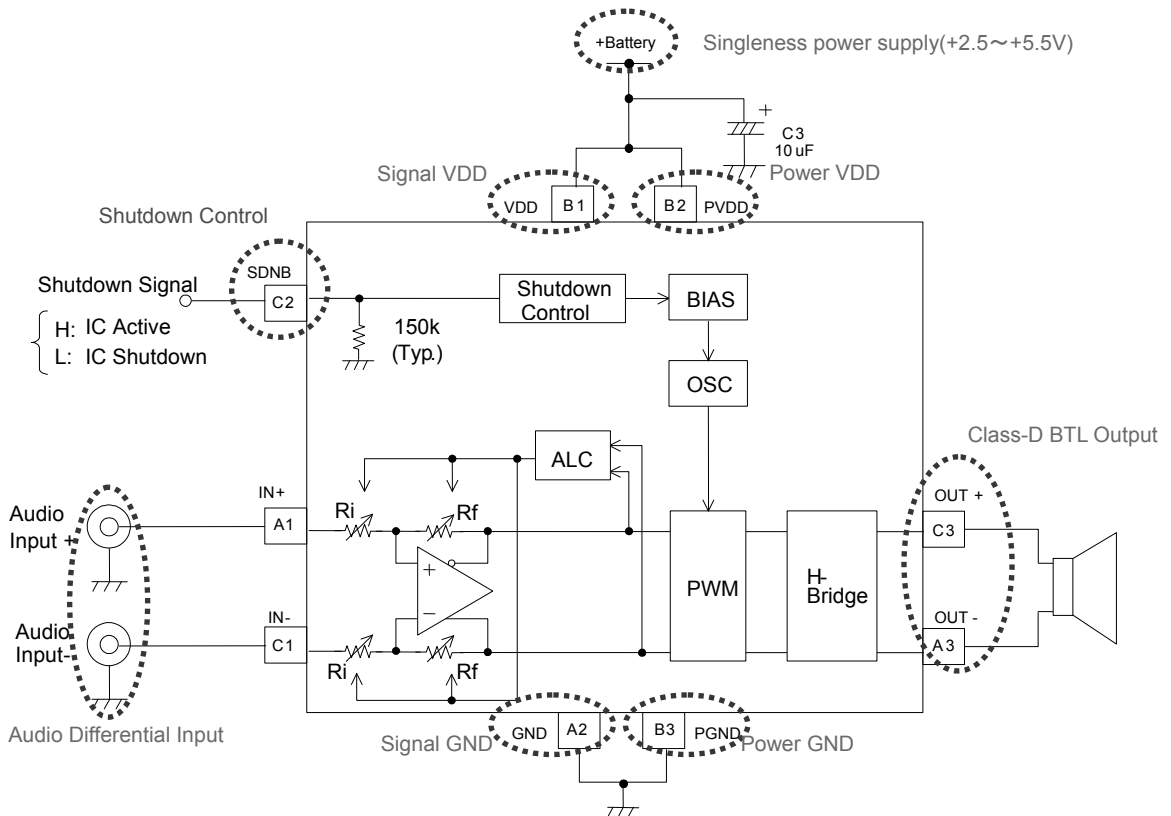 +Battery
Singleness power supply(+2.5～+5.5V)
+
C3
10 uF
Signal VDD
Power VDD
VDD
B1
B2
PVDD
Shutdown Control
SDNB
Shutdown Signal
C2
H: IC Active
L: IC Shutdown
150k
(Typ.)
Shutdown
Control
BIAS
OSC
Class-D BTL Output
ALC
IN+
Audio
Input +
A1
Ri
Rf
OUT +
C3
+
−
PWM
H-
Bridge
IN-
Audio
Input-
C1
Ri
Rf
OUT -
A3
Audio Differential Input
Signal GND
GND
A2
B3
PGND
Power GND